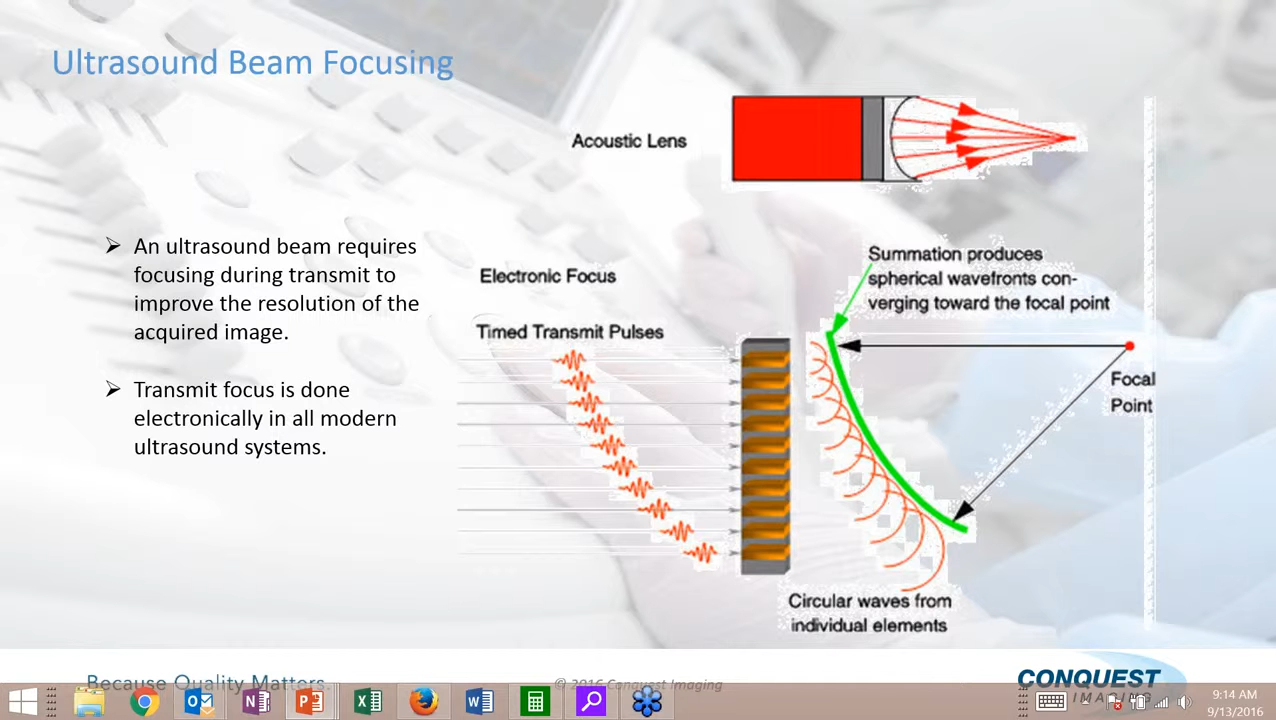 Ultrasound Beam Focusing
Acoustic Lens
An ultrasound beam requires
focusing during transmit to
improve the resolution of the
acquired image.
Transmit focus is done
electronically in all modern
ultrasound systems.
Electronic Focus
Timed Transmit Pulses
Summation produces
spherical wavefronts con-
verging toward the focal point
Focal
Point
Circular waves from
individual elements
Because Quality Matters.
© 2016 Conquest Imaging
CONQUEST
IMAGING
9:14 AM
9/13/2016